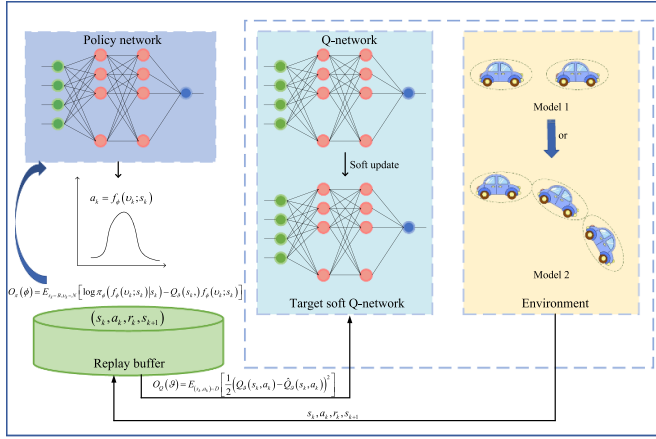 Policy network
Q-network
Model 1
or
Soft update
a_k = f_ϕ(υ_k; s_k)
Model 2
O_π(ϕ) = E_{s_k~B,υ_k~N}[log π_ϕ(f_ϕ(υ_k; s_k)|s_k) − Q_ϑ(s_k,) f_ϕ(υ_k; s_k)]
Target soft Q-network
Environment
(s_k, a_k, r_k, s_{k+1})
Replay buffer
O_Q(ϑ) = E_{(s_k,a_k)~D}[1/2(Q_ϑ(s_k, a_k) − Q̂_ϑ(s_k, a_k))^2]
s_k, a_k, r_k, s_{k+1}